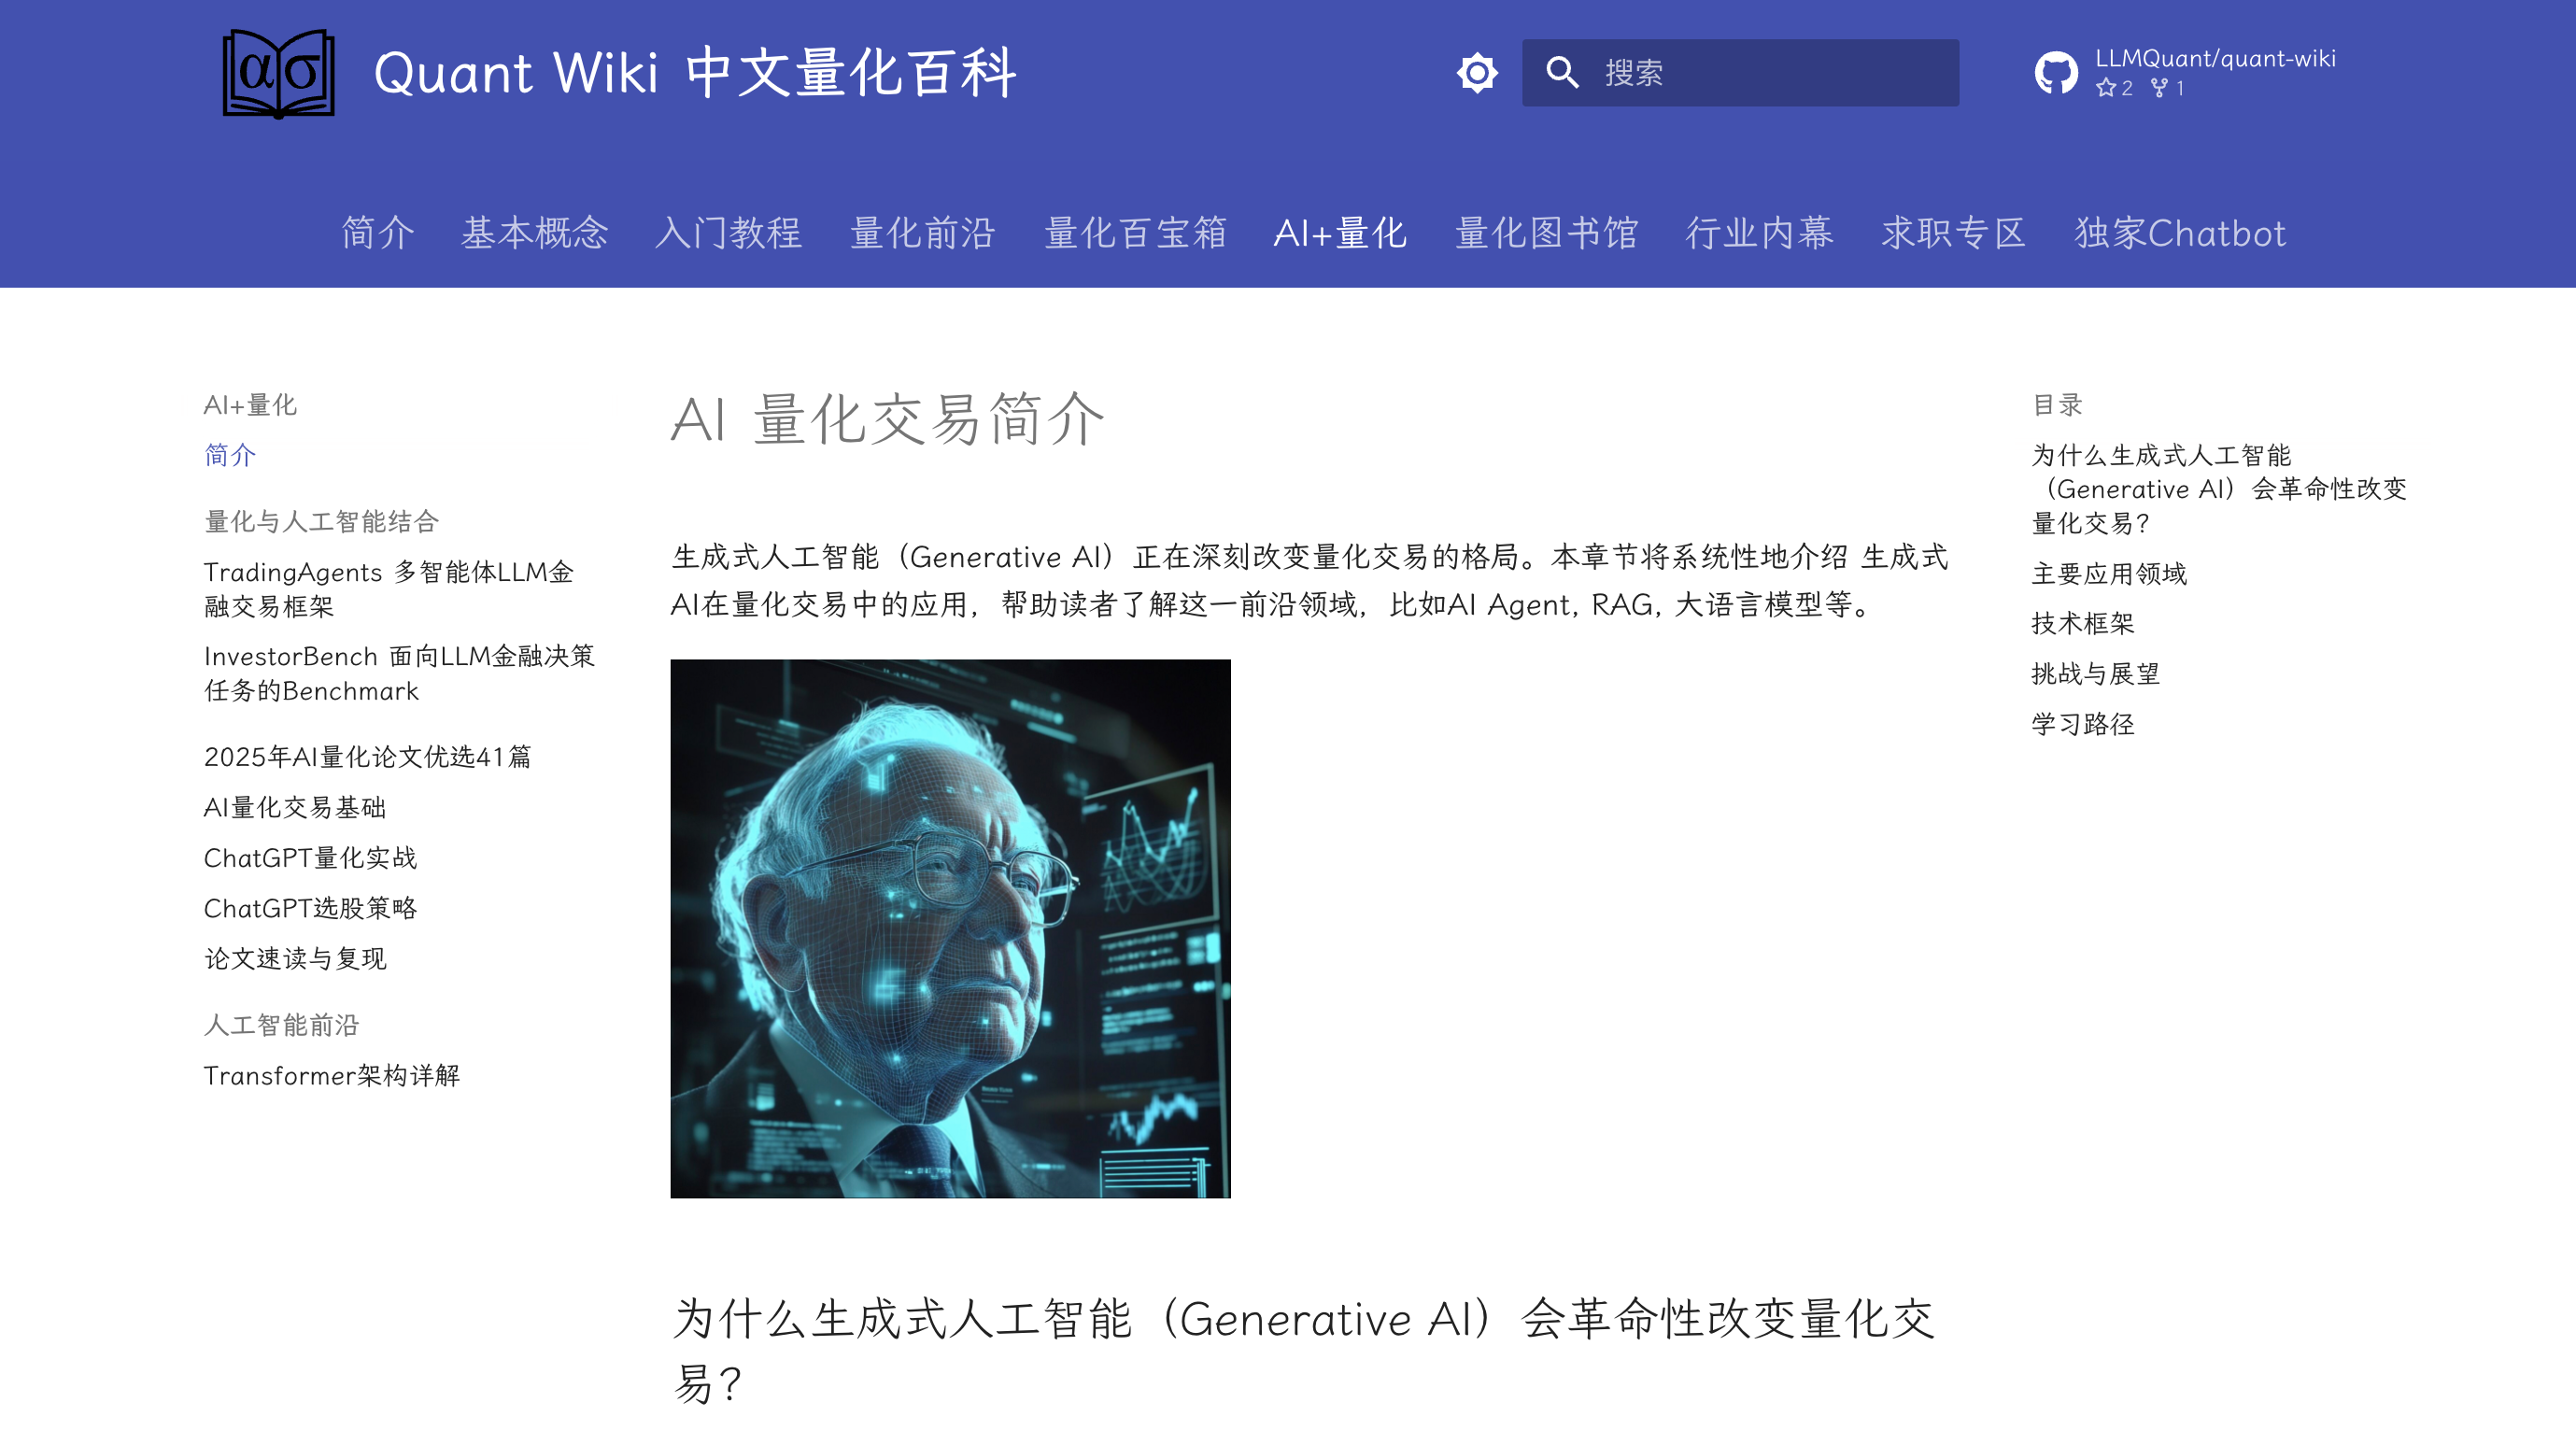 ασ
Quant Wiki 中文量化百科
搜索
LLMQuant/quant-wiki
2 1
简介 基本概念 入门教程 量化前沿 量化百宝箱 AI+量化 量化图书馆 行业内幕 求职专区 独家Chatbot
AI+量化
简介
量化与人工智能结合
TradingAgents 多智能体LLM金
融交易框架
InvestorBench 面向LLM金融决策
任务的Benchmark
2025年AI量化论文优选41篇
AI量化交易基础
ChatGPT量化实战
ChatGPT选股策略
论文速读与复现
人工智能前沿
Transformer架构详解
AI 量化交易简介
生成式人工智能（Generative AI）正在深刻改变量化交易的格局。本章节将系统性地介绍 生成式
AI在量化交易中的应用，帮助读者了解这一前沿领域，比如AI Agent, RAG, 大语言模型等。
为什么生成式人工智能（Generative AI）会革命性改变量化交
易？
目录
为什么生成式人工智能
（Generative AI）会革命性改变
量化交易？
主要应用领域
技术框架
挑战与展望
学习路径